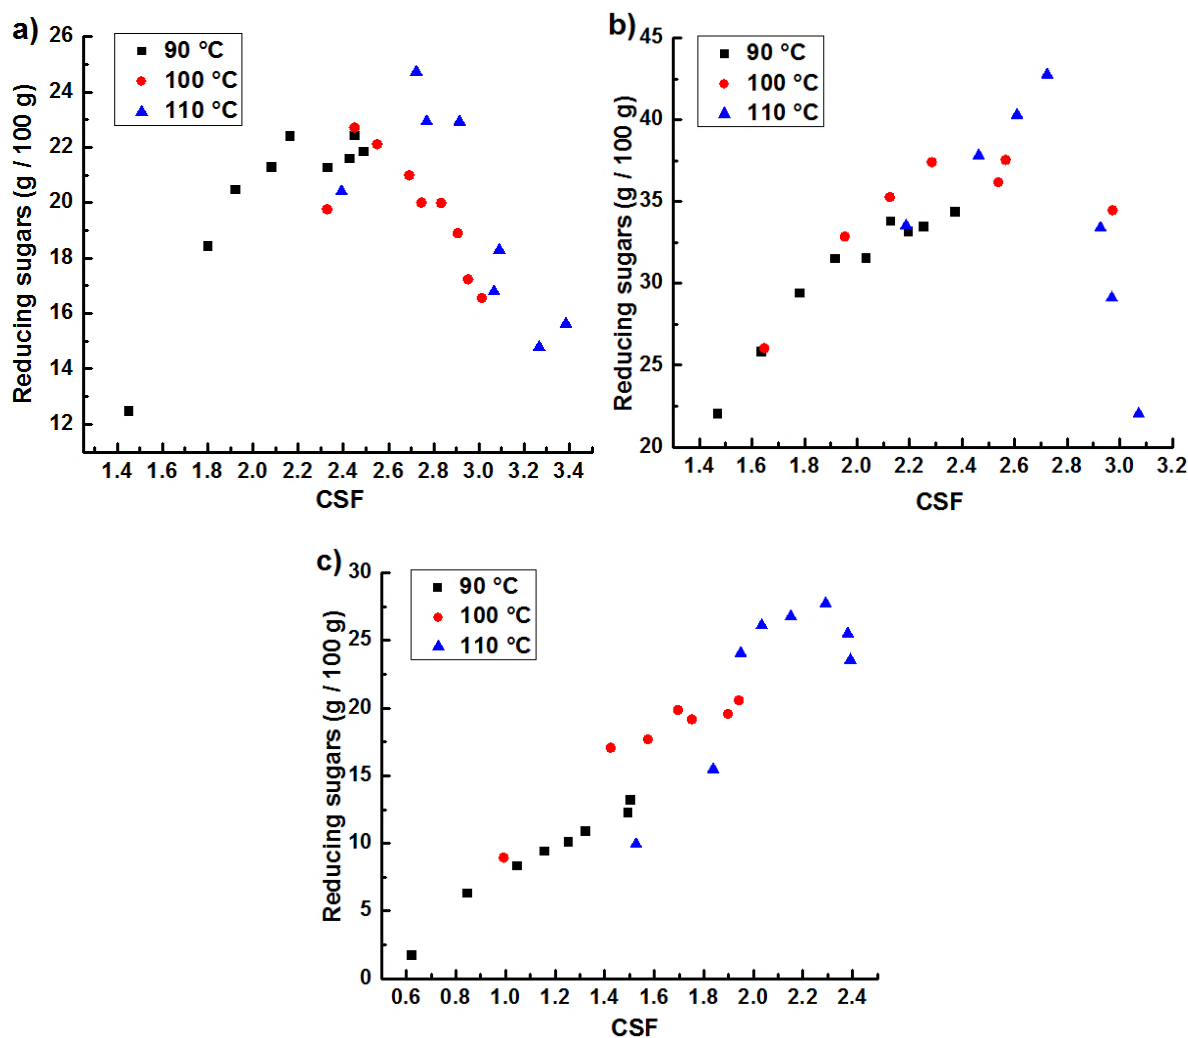 a)
90 °C
100 °C
110 °C
Reducing sugars (g / 100 g)
26
24
22
20
18
16
14
12
1.4 1.6 1.8 2.0 2.2 2.4 2.6 2.8 3.0 3.2 3.4
CSF
b)
90 °C
100 °C
110 °C
Reducing sugars (g / 100 g)
45
40
35
30
25
20
1.4 1.6 1.8 2.0 2.2 2.4 2.6 2.8 3.0 3.2
CSF
c)
90 °C
100 °C
110 °C
Reducing sugars (g / 100 g)
30
25
20
15
10
5
0
0.6 0.8 1.0 1.2 1.4 1.6 1.8 2.0 2.2 2.4
CSF